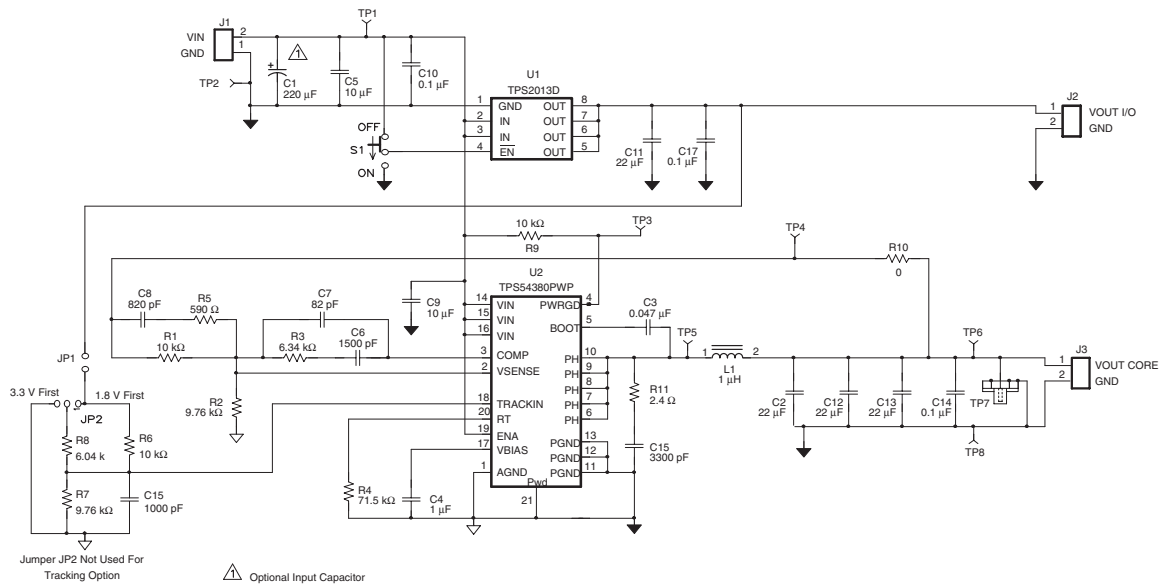 J1
VIN 2
GND 1
TP1
TP2
⚠1
+
C1
220 µF
C5
10 µF
C10
0.1 µF
OFF
S1
ON
U1
TPS2013D
1 GND OUT 8
2 IN OUT 7
3 IN OUT 6
4 EN OUT 5
C11
22 µF
C17
0.1 µF
J2
1 VOUT I/O
2 GND
10 kΩ
R9
TP3
TP4
R10
0
C8
820 pF
R5
590 Ω
R1
10 kΩ
C7
82 pF
R3
6.34 kΩ
C6
1500 pF
C9
10 µF
R2
9.76 kΩ
U2
TPS54380PWP
14 VIN PWRGD 4
15 VIN
BOOT 5
16 VIN
3 COMP PH 10
2 VSENSE PH 9
PH 8
18 TRACKIN PH 7
20 RT PH 6
19 ENA
17 VBIAS PGND 13
PGND 12
1 AGND PGND 11
Pwd
21
C3
0.047 µF
TP5
1 2
L1
1 µH
R11
2.4 Ω
C15
3300 pF
C2
22 µF
C12
22 µF
C13
22 µF
C14
0.1 µF
TP6
TP7
TP8
J3
1 VOUT CORE
2 GND
JP1
3.3 V First
1.8 V First
JP2
R8
6.04 k
R6
10 kΩ
R7
9.76 kΩ
C15
1000 pF
R4
71.5 kΩ
C4
1 µF
Jumper JP2 Not Used For
Tracking Option
1 Optional Input Capacitor